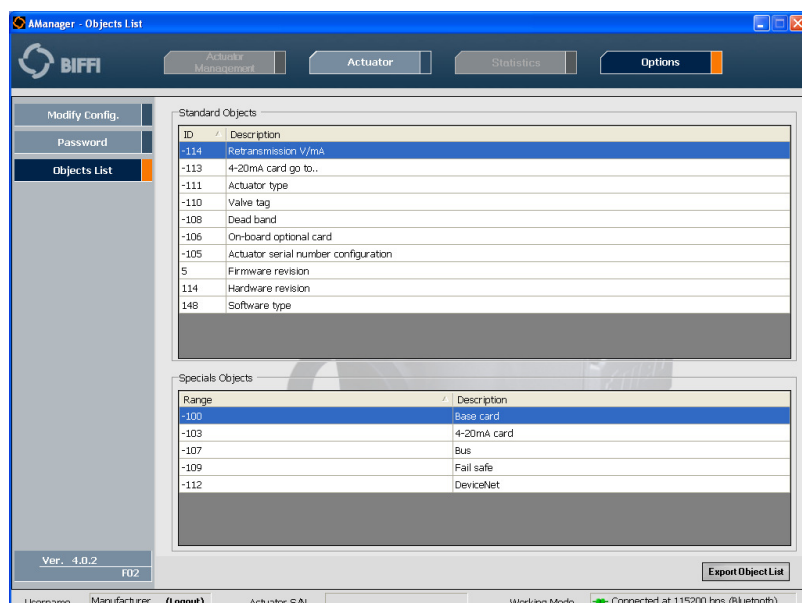 AManager - Objects List
BIFFI
Actuator Management
Actuator
Statistics
Options
Modify Config.
Password
Objects List
Standard Objects
ID Description
-114 Retransmission V/mA
-113 4-20mA card go to..
-111 Actuator type
-110 Valve tag
-108 Dead band
-106 On-board optional card
-105 Actuator serial number configuration
5 Firmware revision
114 Hardware revision
148 Software type
Specials Objects
Range Description
-100 Base card
-103 4-20mA card
-107 Bus
-109 Fail safe
-112 DeviceNet
Ver. 4.0.2
F02
Export Object List
Username Manufacturer (Logout) Actuator S/N Working Mode Connected at 115200 bps (Bluetooth)